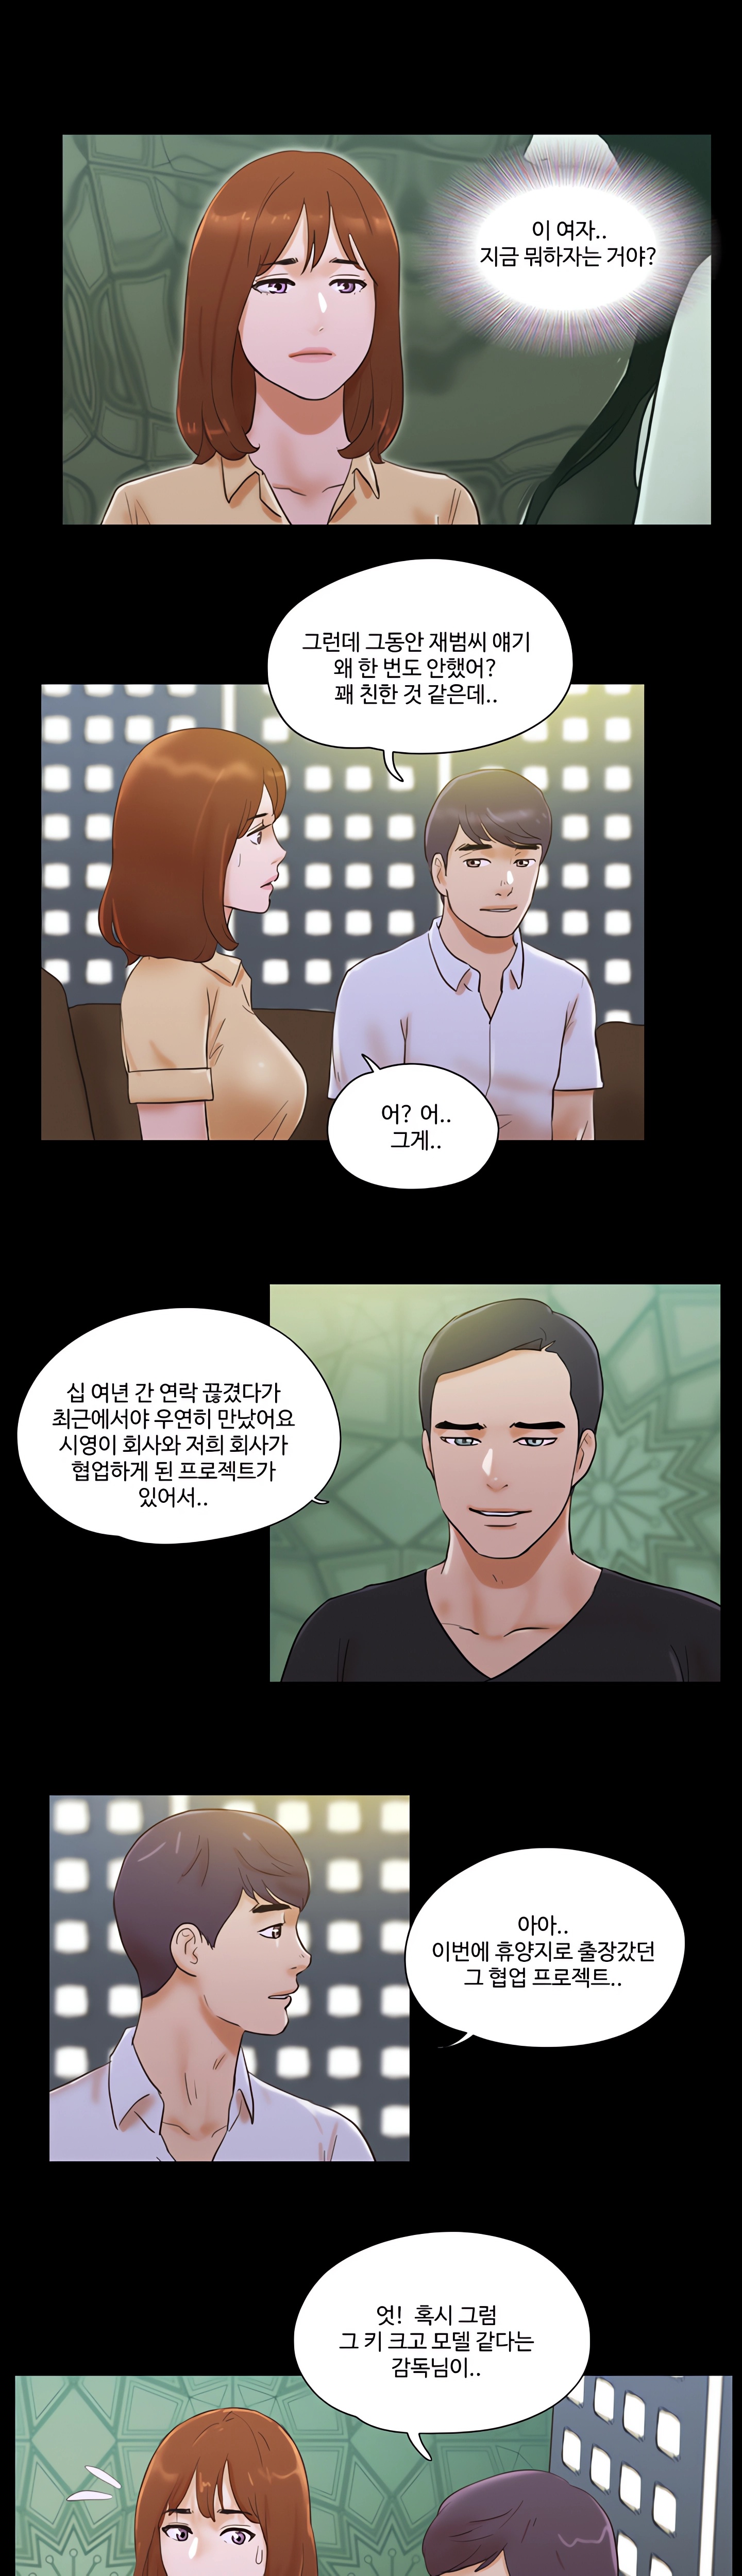 이 여자..
지금 뭐하자는 거야?
그런데 그동안 재범씨 얘기
왜 한 번도 안했어?
꽤 친한 것 같은데..
어? 어..
그게..
십 여년 간 연락 끊겼다가
최근에서야 우연히 만났어요
시영이 회사와 저희 회사가
협업하게 된 프로젝트가
있어서..
아아..
이번에 휴양지로 출장갔던
그 협업 프로젝트..
엇! 혹시 그럼
그 키 크고 모델 같다는
감독님이..